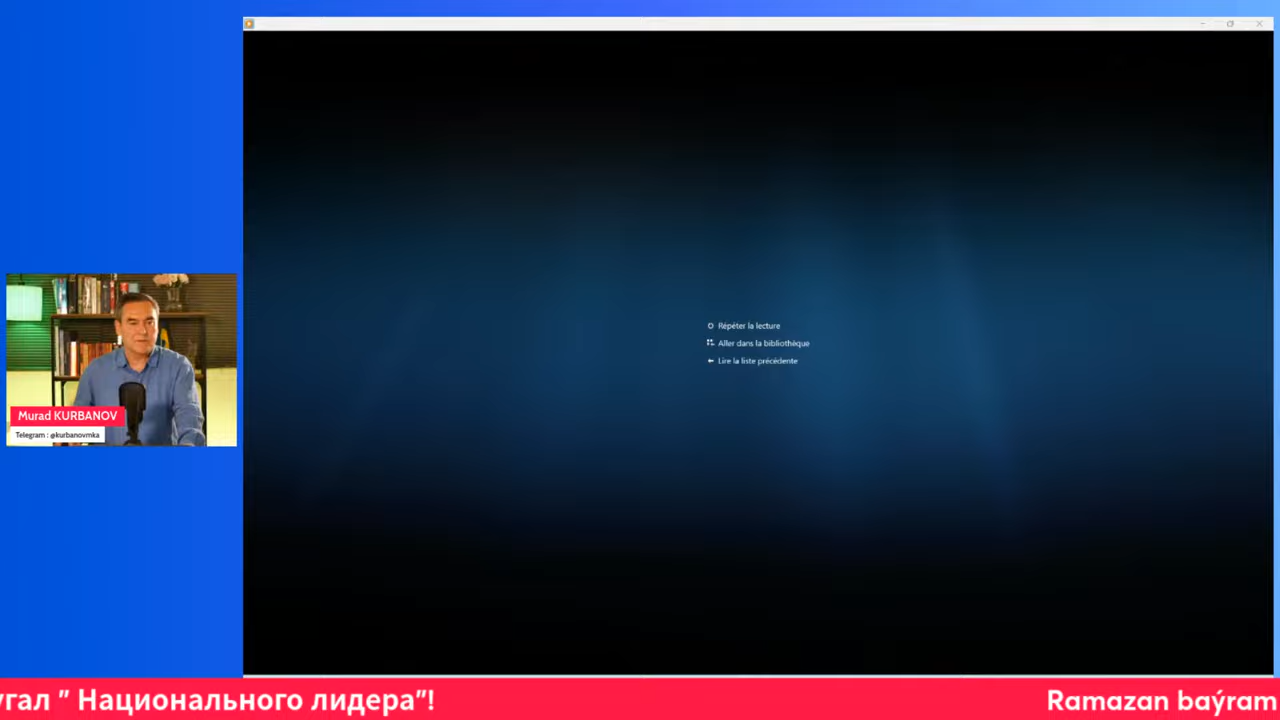 Répéter la lecture
Aller dans la bibliothèque
Lire la liste précédente
Murad KURBANOV
Telegram : @kurbanovmka
угал " Национального лидера"!
Ramazan baýram